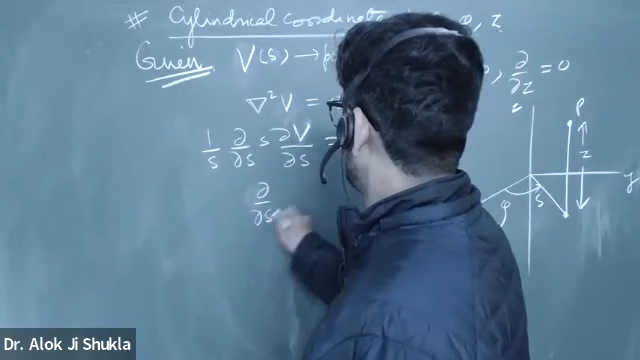 # Cylindrical coordinate φ, z
Given V(s) → , ∂/∂z = 0
∇²V =
1/s ∂/∂s s ∂V/∂s =
∂/∂s
z
P
z
y
φ
s
Dr. Alok Ji Shukla